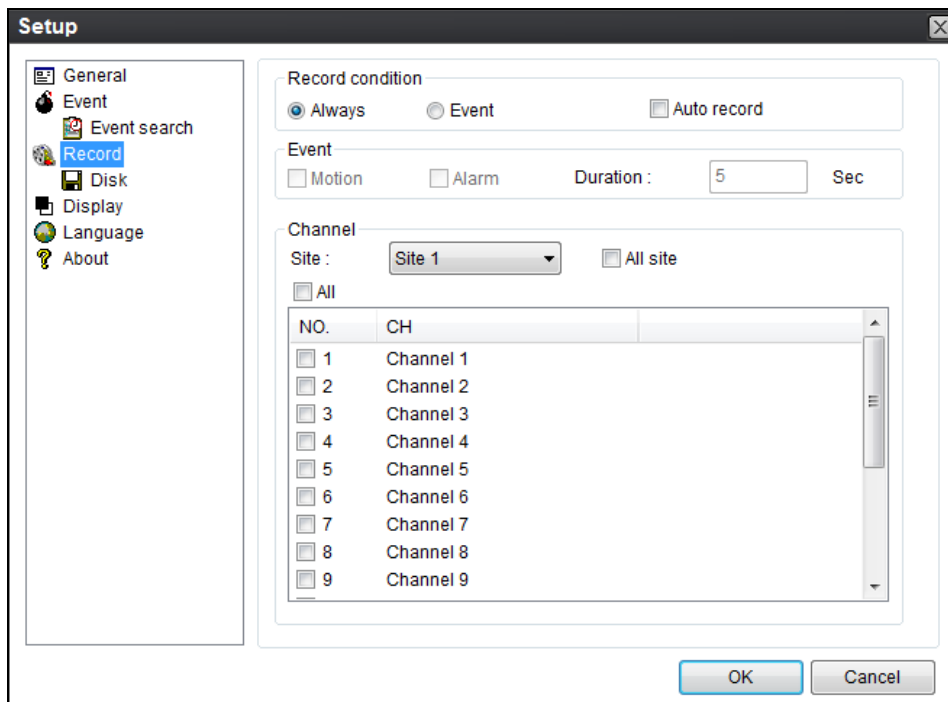 Setup
General
Event
Event search
Record
Disk
Display
Language
About
Record condition
Always Event Auto record
Event
Motion Alarm Duration : 5 Sec
Channel
Site : Site 1 All site
All
NO. CH
1 Channel 1
2 Channel 2
3 Channel 3
4 Channel 4
5 Channel 5
6 Channel 6
7 Channel 7
8 Channel 8
9 Channel 9
OK Cancel